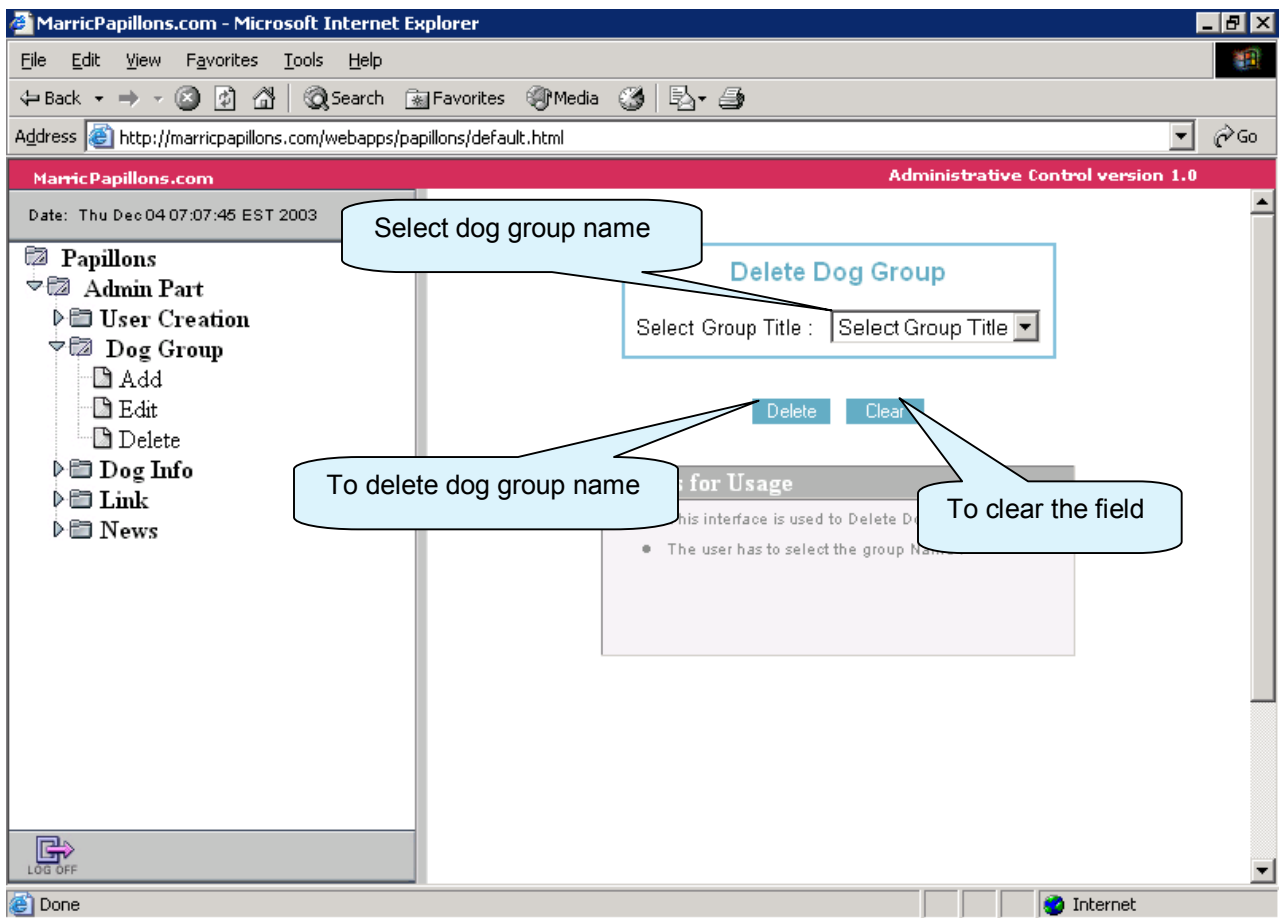 MarricPapillons.com - Microsoft Internet Explorer
File Edit View Favorites Tools Help
Back Search Favorites Media
Address http://marricpapillons.com/webapps/papillons/default.html Go
MarricPapillons.com Administrative Control version 1.0
Date: Thu Dec 04 07:07:45 EST 2003
Papillons
Admin Part
User Creation
Dog Group
Add
Edit
Delete
Dog Info
Link
News
LOG OFF
Select dog group name
Delete Dog Group
Select Group Title : Select Group Title
Delete Clear
To delete dog group name
To clear the field
for Usage
interface is used to Delete
The user has to select the group
Done Internet